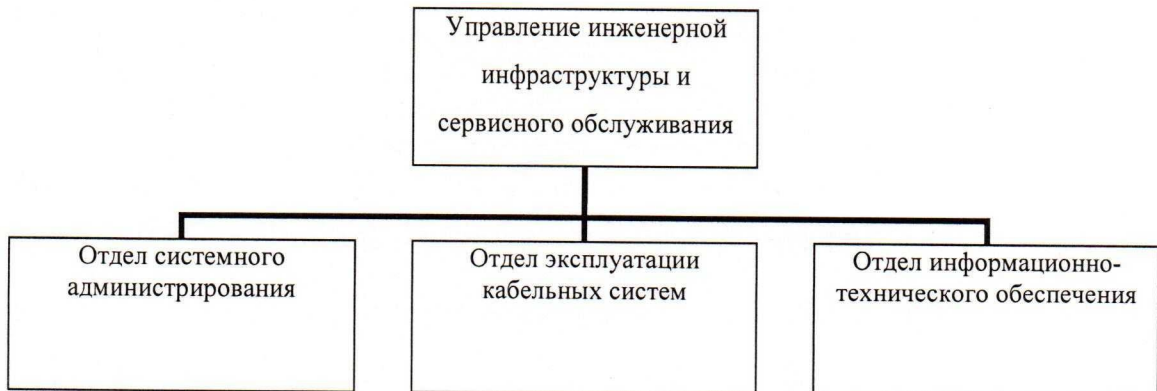 Управление инженерной
инфраструктуры и
сервисного обслуживания
Отдел системного
администрирования
Отдел эксплуатации
кабельных систем
Отдел информационно-
технического обеспечения